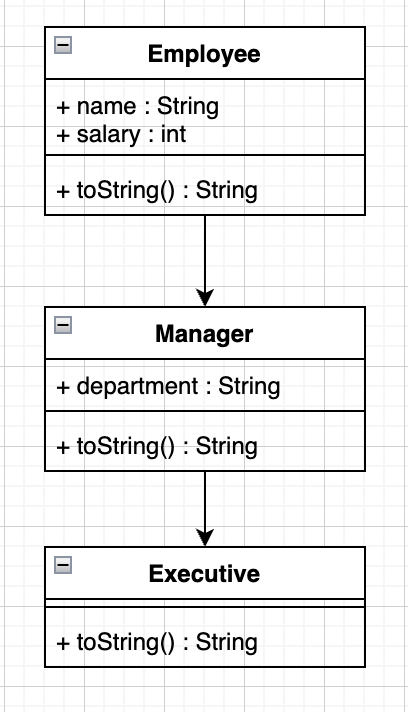 Employee
+ name : String
+ salary : int
+ toString() : String
Manager
+ department : String
+ toString() : String
Executive
+ toString() : String